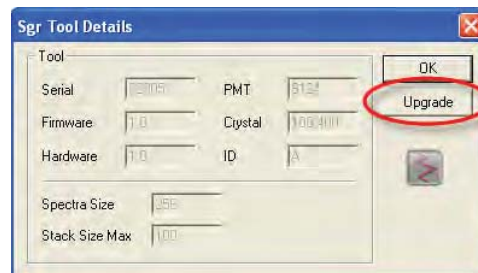 Sgr Tool Details
Tool
OK
Serial
PMT
Upgrade
Firmware 1.0 Crystal
Hardware 1.0 ID A
Spectra Size 256
Stack Size Max 100